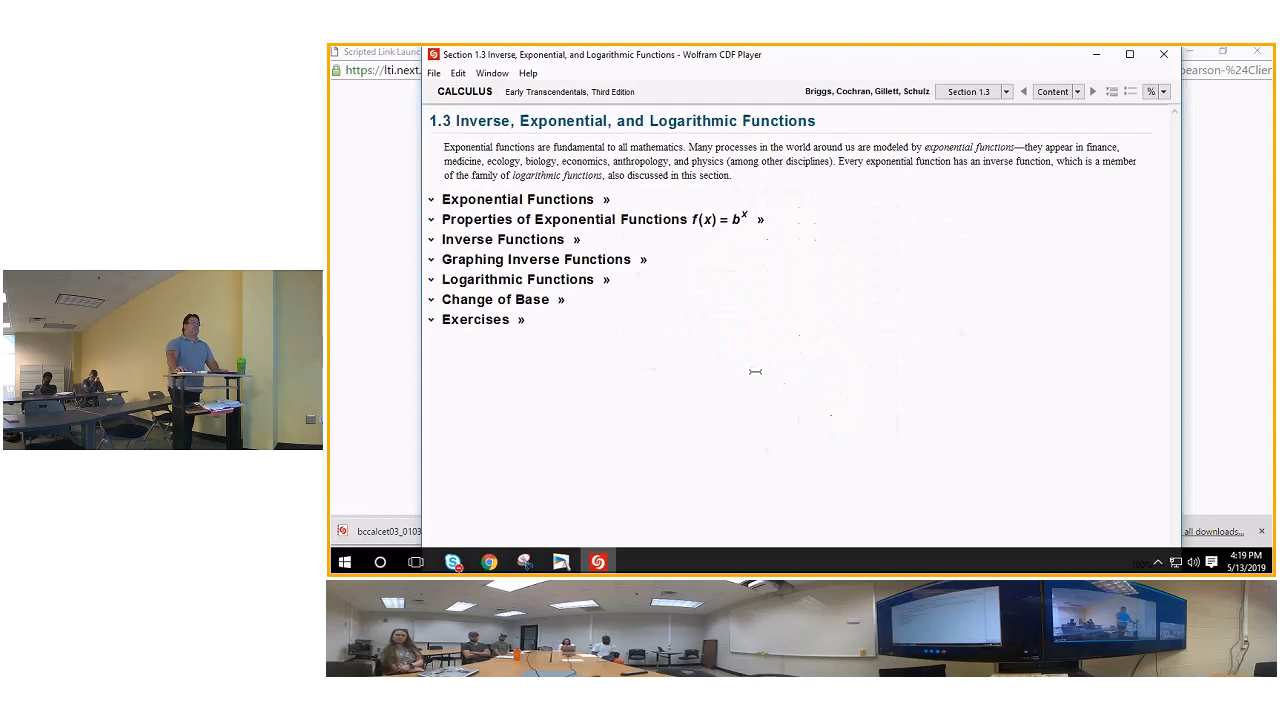 Scripted Link Launc
Section 1.3 Inverse, Exponential, and Logarithmic Functions - Wolfram CDF Player
https://lti.next.
pearson-%24Clien
File Edit Window Help
CALCULUS Early Transcendentals, Third Edition Briggs, Cochran, Gillett, Schulz Section 1.3 Content %
1.3 Inverse, Exponential, and Logarithmic Functions
Exponential functions are fundamental to all mathematics. Many processes in the world around us are modeled by exponential functions—they appear in finance,
medicine, ecology, biology, economics, anthropology, and physics (among other disciplines). Every exponential function has an inverse function, which is a member
of the family of logarithmic functions, also discussed in this section.
Exponential Functions »
Properties of Exponential Functions f(x) = b^x »
Inverse Functions »
Graphing Inverse Functions »
Logarithmic Functions »
Change of Base »
Exercises »
bccalcet03_0103
all downloads...
4:19 PM
5/13/2019